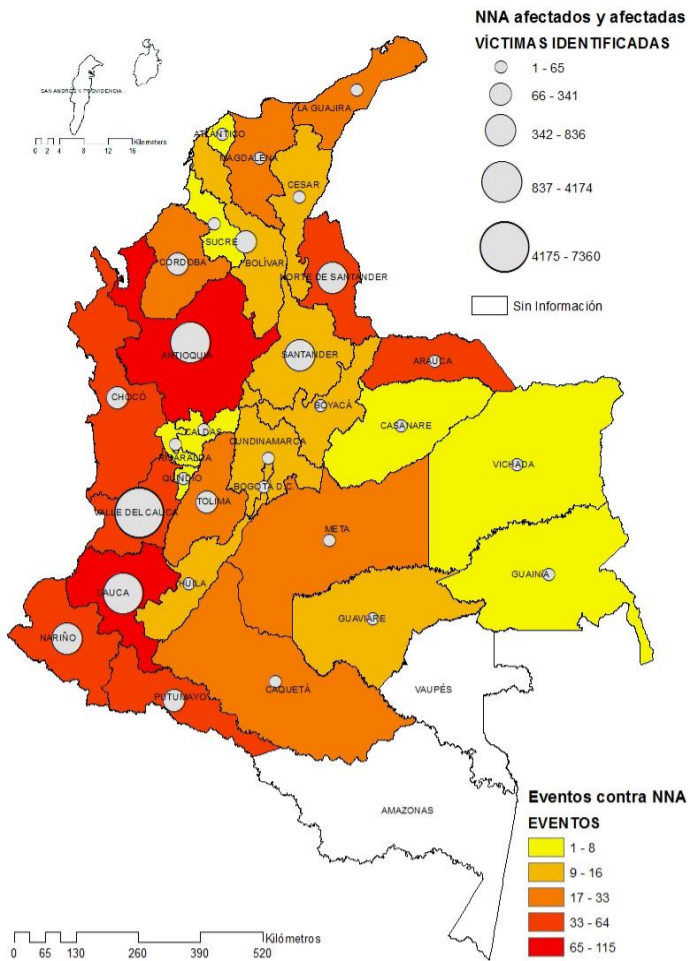 NNA afectados y afectadas
VÍCTIMAS IDENTIFICADAS
1 - 65
66 - 341
342 - 836
837 - 4174
4175 - 7360
Sin Información
SAN ANDRES Y PROVIDENCIA
0 2 4 8 12 16
Kilometers
LA GUAJIRA
ATLÁNTICO
MAGDALENA
CESAR
SUCRE
CÓRDOBA
BOLÍVAR
NORTE DE SANTANDER
ANTIOQUIA
SANTANDER
ARAUCA
CHOCÓ
BOYACÁ
CALDAS
CASANARE
CUNDINAMARCA
RISARALDA
VICHADA
QUINDIO
BOGOTÁ D.C.
TOLIMA
VALLE DEL CAUCA
META
GUAINÍA
HUILA
CAUCA
GUAVIARE
NARIÑO
CAQUETÁ
VAUPÉS
PUTUMAYO
AMAZONAS
Eventos contra NNA
EVENTOS
1 - 8
9 - 16
17 - 33
33 - 64
65 - 115
Kilómetros
0 65 130 260 390 520